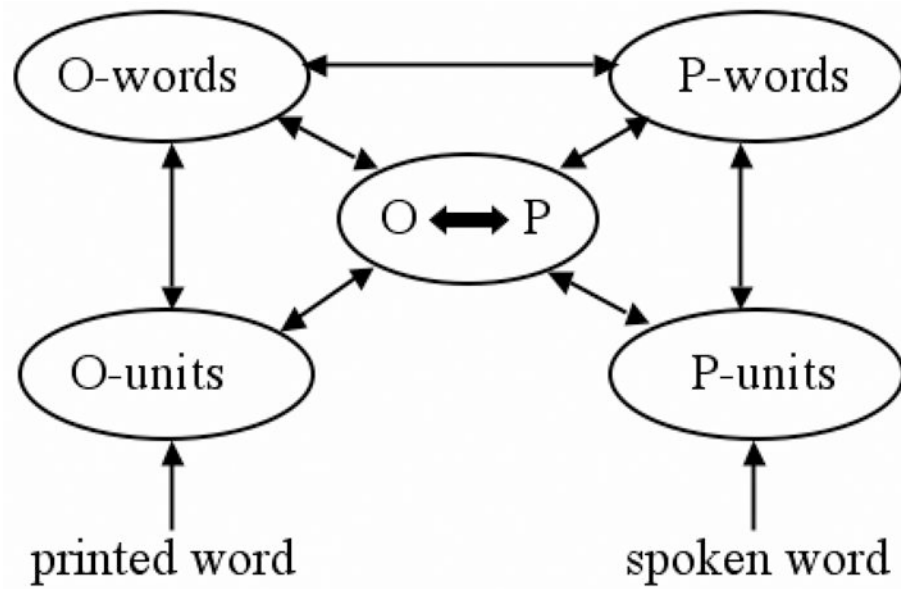 O-words
P-words
O P
O-units
P-units
printed word
spoken word